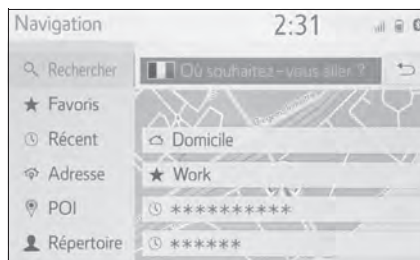 Navigation 2:31
Rechercher
Où souhaitez-vous aller ?
Favoris
Récent
Domicile
Adresse
★ Work
POI
**********
Répertoire
******